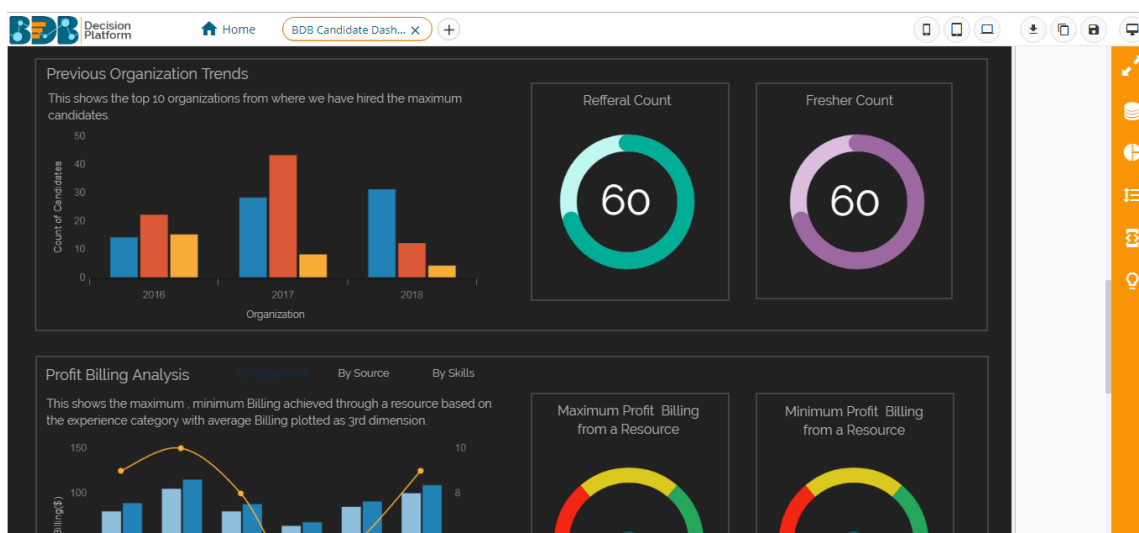 BDB Decision
Platform
Home
BDB Candidate Dash...
Previous Organization Trends
This shows the top 10 organizations from where we have hired the maximum
candidates.
50
40
30
20
10
0
Count of Candidates
2016 2017 2018
Organization
Refferal Count
60
Fresher Count
60
Profit Billing Analysis By Experience By Source By Skills
This shows the maximum , minimum Billing achieved through a resource based on
the experience category with average Billing plotted as 3rd dimension.
150
100
Billing($)
10
8
Maximum Profit Billing
from a Resource
Minimum Profit Billing
from a Resource